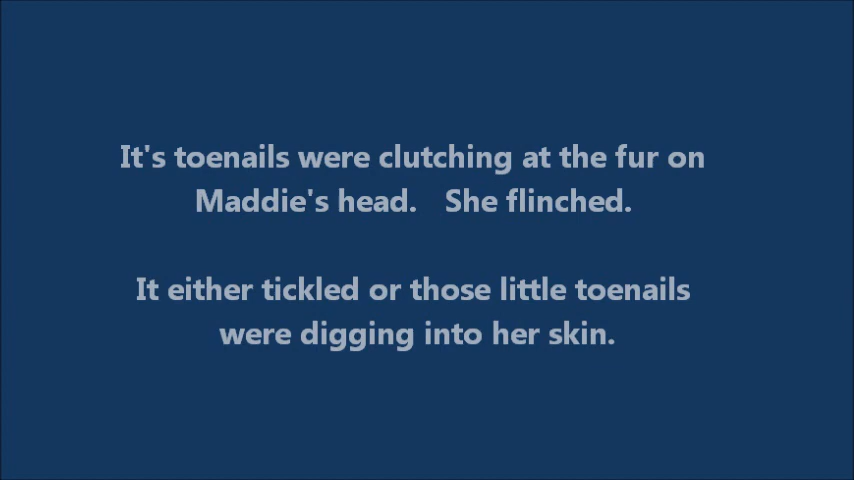 It's toenails were clutching at the fur on
Maddie's head. She flinched.
It either tickled or those little toenails
were digging into her skin.